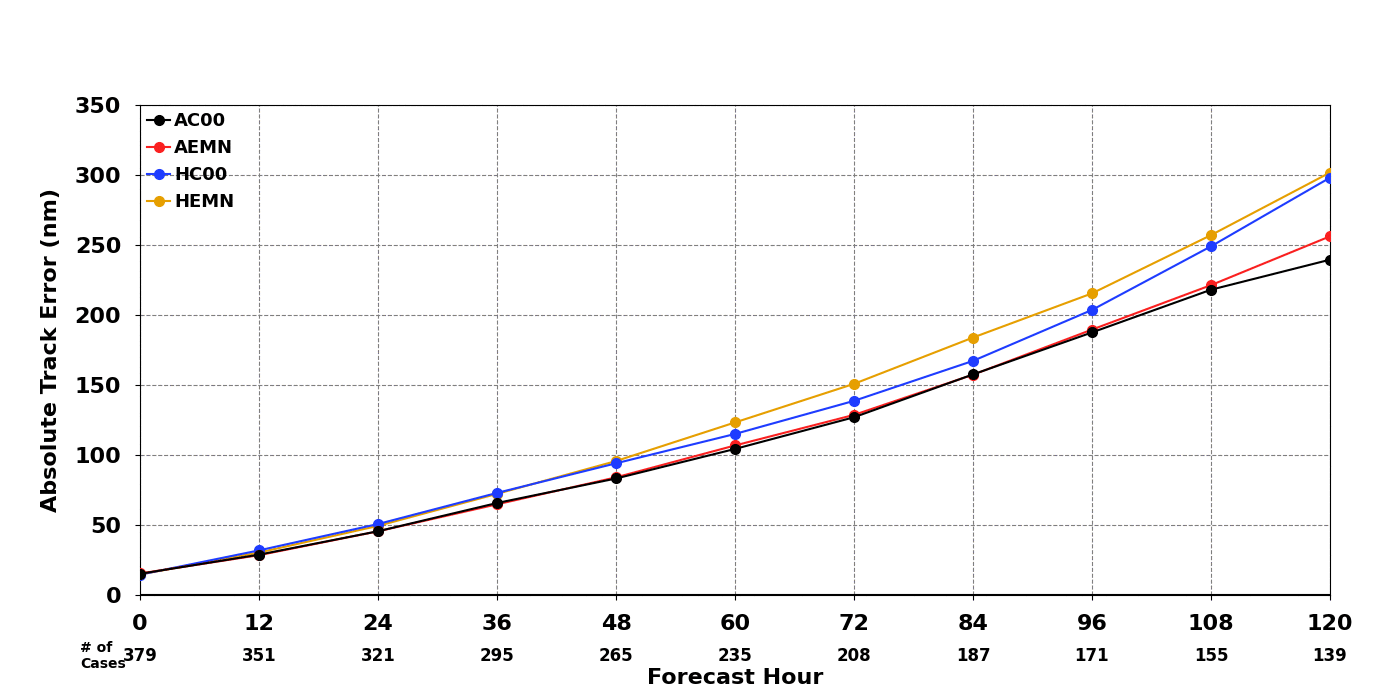 350
300
250
200
150
100
50
0
Absolute Track Error (nm)
AC00
AEMN
HC00
HEMN
0 12 24 36 48 60 72 84 96 108 120
# of
Cases
379 351 321 295 265 235 208 187 171 155 139
Forecast Hour